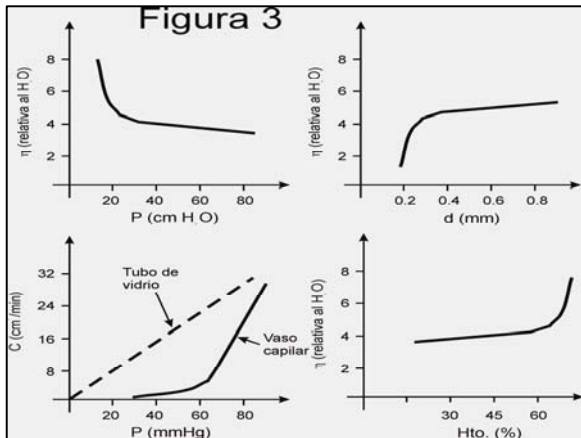 Figura 3
η (relativa al H O)
8
6
4
2
20 40 60 80
P (cm H O)
η (relativa al H O)
8
6
4
2
0.2 0.4 0.6 0.8
d (mm)
C (cm /min)
32
24
16
8
Tubo de
vidrio
Vaso
capilar
20 40 60 80
P (mmHg)
η (relativa al H O)
8
6
4
2
30 45 60
Hto. (%)